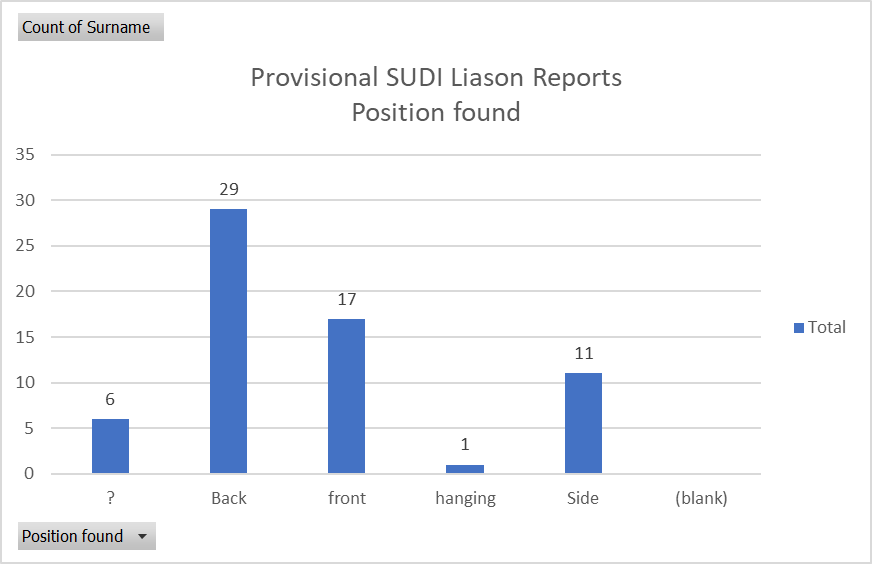 Count of Surname
Provisional SUDI Liason Reports
Position found
35
30
25
20
15
10
5
0
6
29
17
1
11
? Back front hanging Side (blank)
Total
Position found